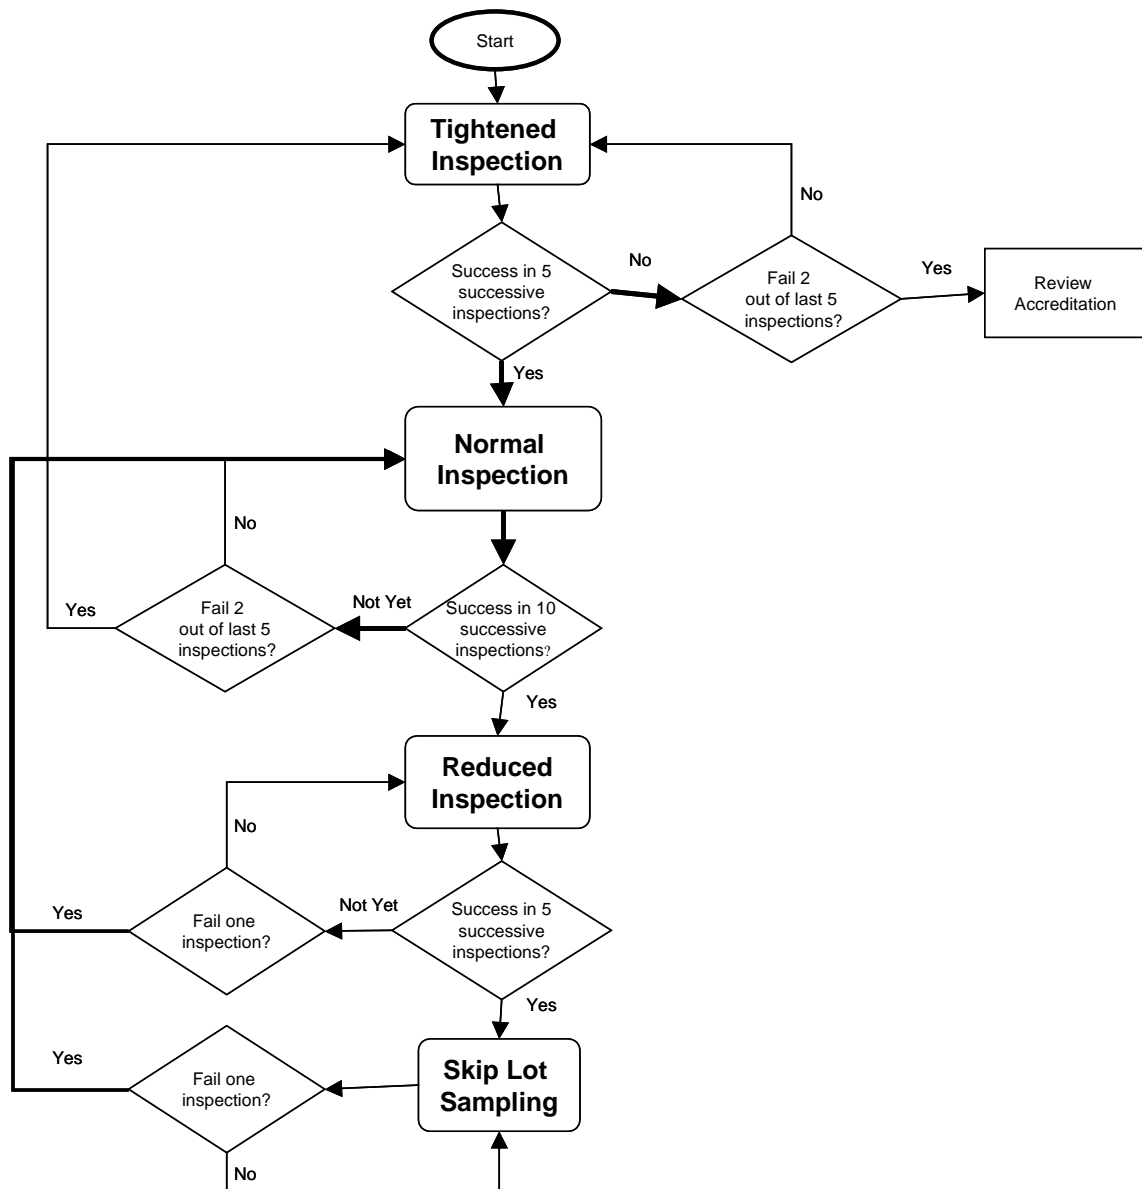 Start
Tightened
Inspection
No
Success in 5
successive
inspections?
No
Fail 2
out of last 5
inspections?
Yes
Review
Accreditation
Yes
Normal
Inspection
No
Yes
Fail 2
out of last 5
inspections?
Not Yet
Success in 10
successive
inspections?
Yes
Reduced
Inspection
No
Yes
Fail one
inspection?
Not Yet
Success in 5
successive
inspections?
Yes
Yes
Fail one
inspection?
Skip Lot
Sampling
No